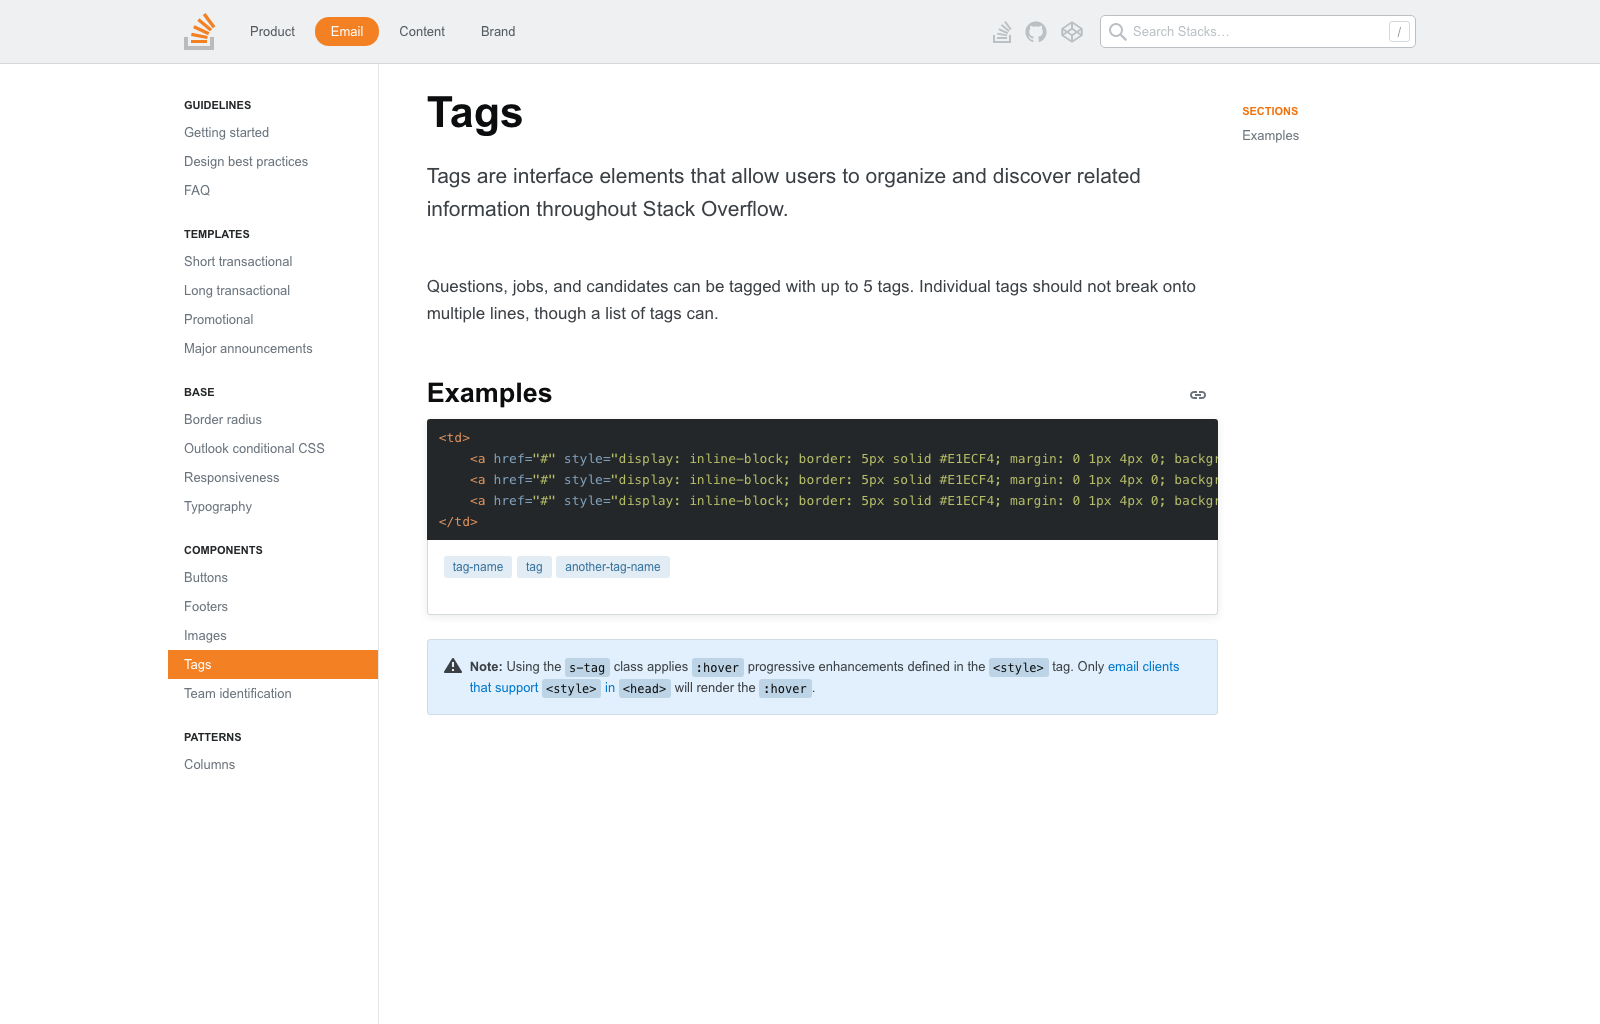 Product
Email
Content
Brand
Search Stacks…
/
GUIDELINES
Getting started
Design best practices
FAQ
TEMPLATES
Short transactional
Long transactional
Promotional
Major announcements
BASE
Border radius
Outlook conditional CSS
Responsiveness
Typography
COMPONENTS
Buttons
Footers
Images
Tags
Team identification
PATTERNS
Columns
Tags
Tags are interface elements that allow users to organize and discover related
information throughout Stack Overflow.
Questions, jobs, and candidates can be tagged with up to 5 tags. Individual tags should not break onto
multiple lines, though a list of tags can.
Examples
<td>
<a href="#" style="display: inline-block; border: 5px solid #E1ECF4; margin: 0 1px 4px 0; backgr
<a href="#" style="display: inline-block; border: 5px solid #E1ECF4; margin: 0 1px 4px 0; backgr
<a href="#" style="display: inline-block; border: 5px solid #E1ECF4; margin: 0 1px 4px 0; backgr
</td>
tag-name tag another-tag-name
Note: Using the s-tag class applies :hover progressive enhancements defined in the <style> tag. Only email clients
that support <style> in <head> will render the :hover.
SECTIONS
Examples